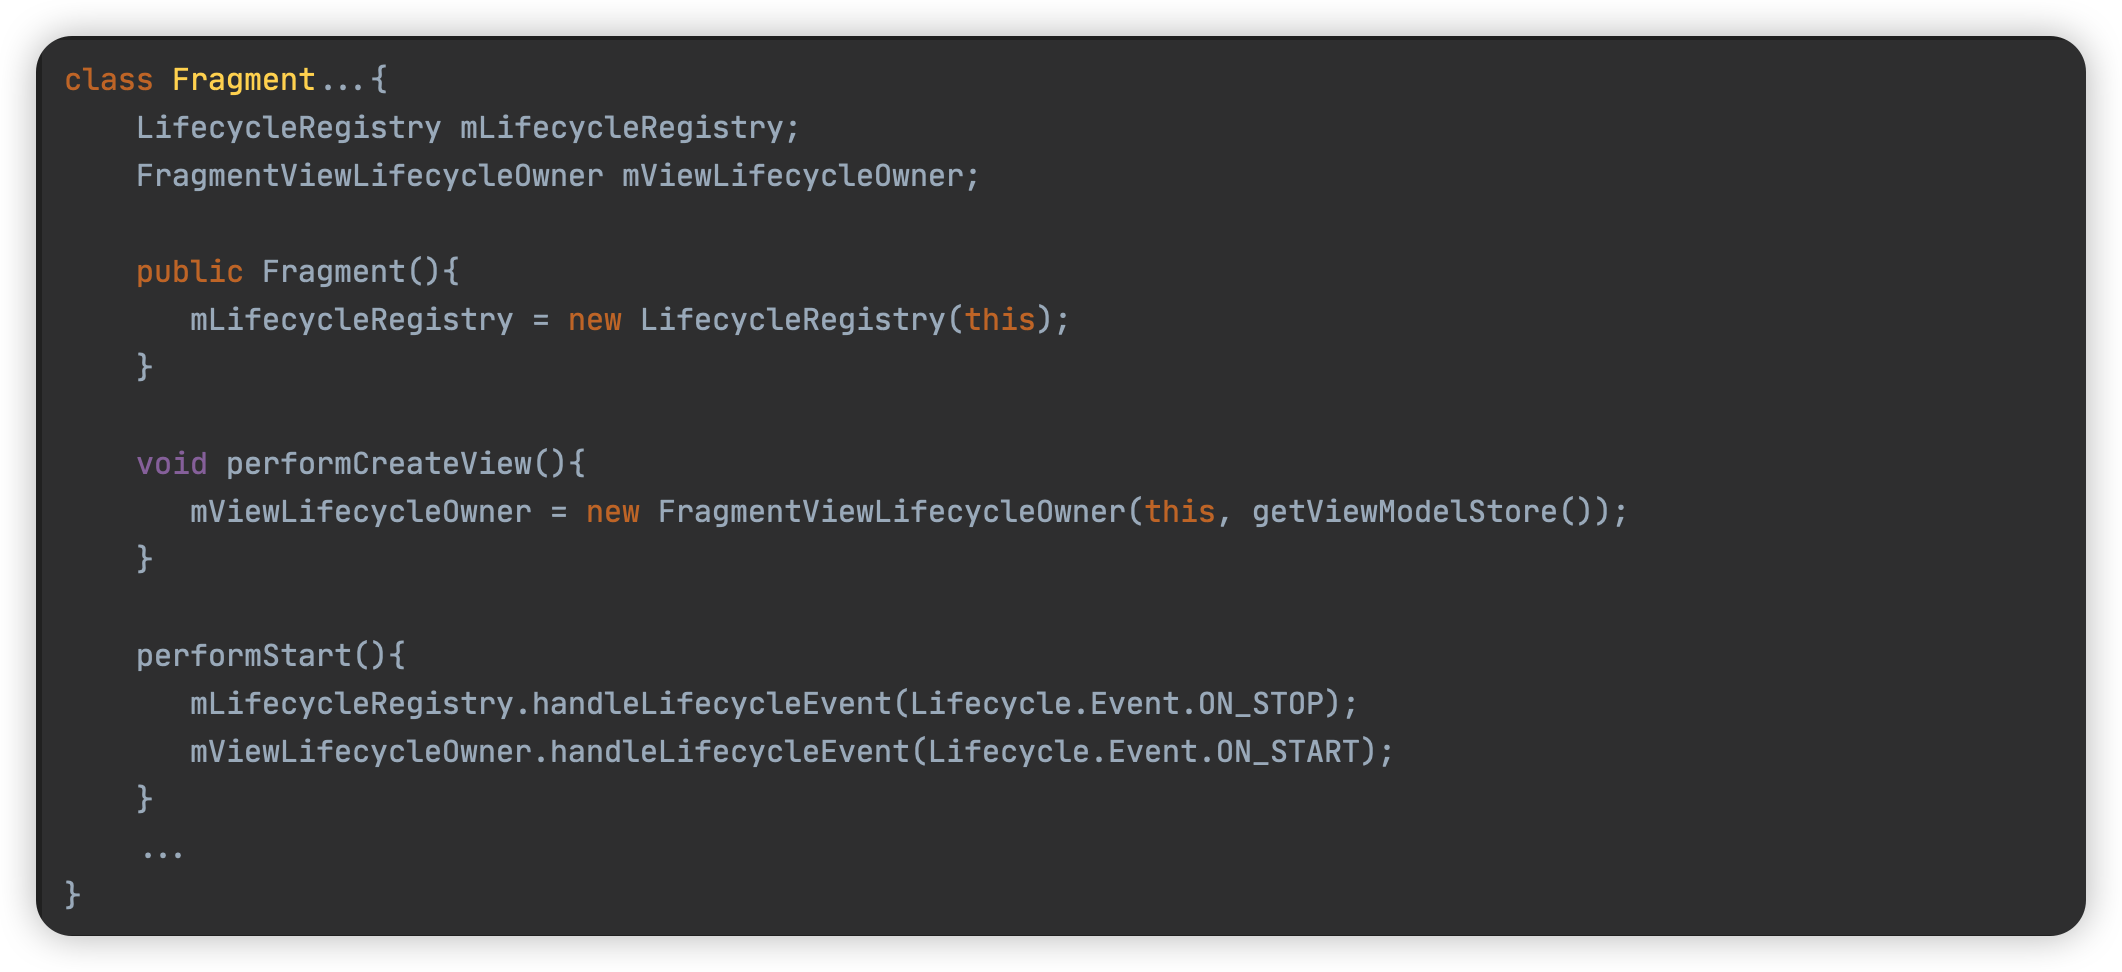 class Fragment...{
    LifecycleRegistry mLifecycleRegistry;
    FragmentViewLifecycleOwner mViewLifecycleOwner;

    public Fragment(){
       mLifecycleRegistry = new LifecycleRegistry(this);
    }

    void performCreateView(){
       mViewLifecycleOwner = new FragmentViewLifecycleOwner(this, getViewModelStore());
    }

    performStart(){
       mLifecycleRegistry.handleLifecycleEvent(Lifecycle.Event.ON_STOP);
       mViewLifecycleOwner.handleLifecycleEvent(Lifecycle.Event.ON_START);
    }
    ...
}